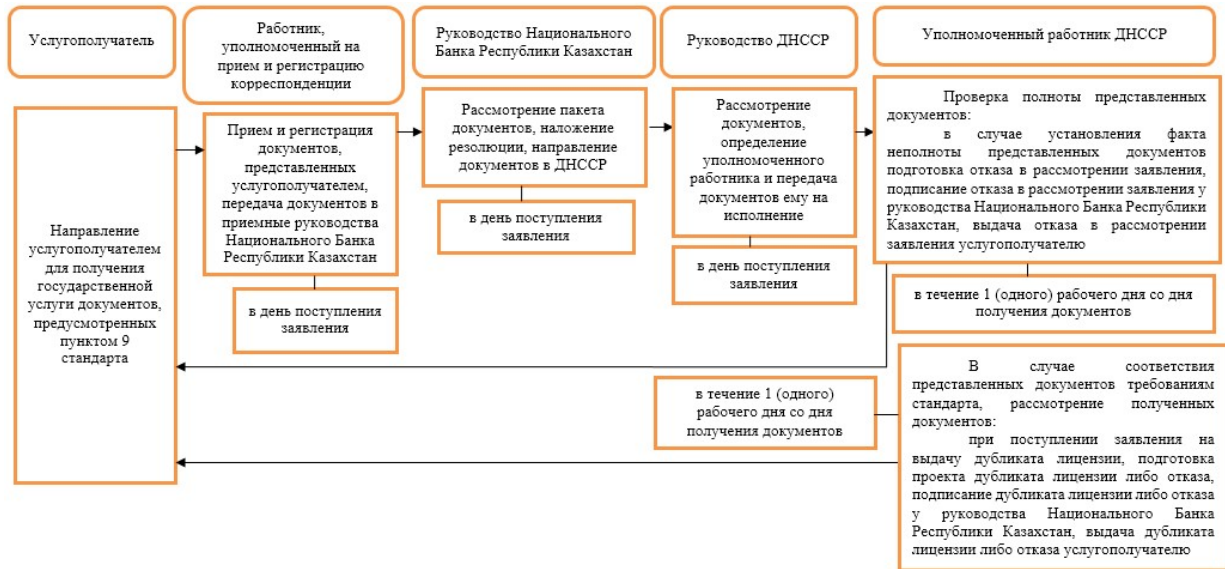 Услугополучатель
Работник,
уполномоченный на
прием и регистрацию
корреспонденции
Руководство Национального
Банка Республики Казахстан
Руководство ДНССР
Уполномоченный работник ДНССР
Направление
услугополучателем
для получения
государственной
услуги документов,
предусмотренных
пунктом 9
стандарта
Прием и регистрация
документов,
представленных
услугополучателем,
передача документов в
приемные руководства
Национального Банка
Республики Казахстан
в день поступления
заявления
Рассмотрение пакета
документов, наложение
резолюции, направление
документов в ДНССР
в день поступления
заявления
Рассмотрение
документов,
определение
уполномоченного
работника и передача
документов ему на
исполнение
в день поступления
заявления
Проверка полноты представленных
документов:
в случае установления факта
неполноты представленных документов
подготовка отказа в рассмотрении заявления,
подписание отказа в рассмотрении заявления у
руководства Национального Банка Республики
Казахстан, выдача отказа в рассмотрении
заявления услугополучателю
в течение 1 (одного) рабочего дня со дня
получения документов
в течение 1 (одного)
рабочего дня со дня
получения документов
В случае соответствия
представленных документов требованиям
стандарта, рассмотрение полученных
документов:
при поступлении заявления на
выдачу дубликата лицензии, подготовка
проекта дубликата лицензии либо отказа,
подписание дубликата лицензии либо отказа
у руководства Национального Банка
Республики Казахстан, выдача дубликата
лицензии либо отказа услугополучателю